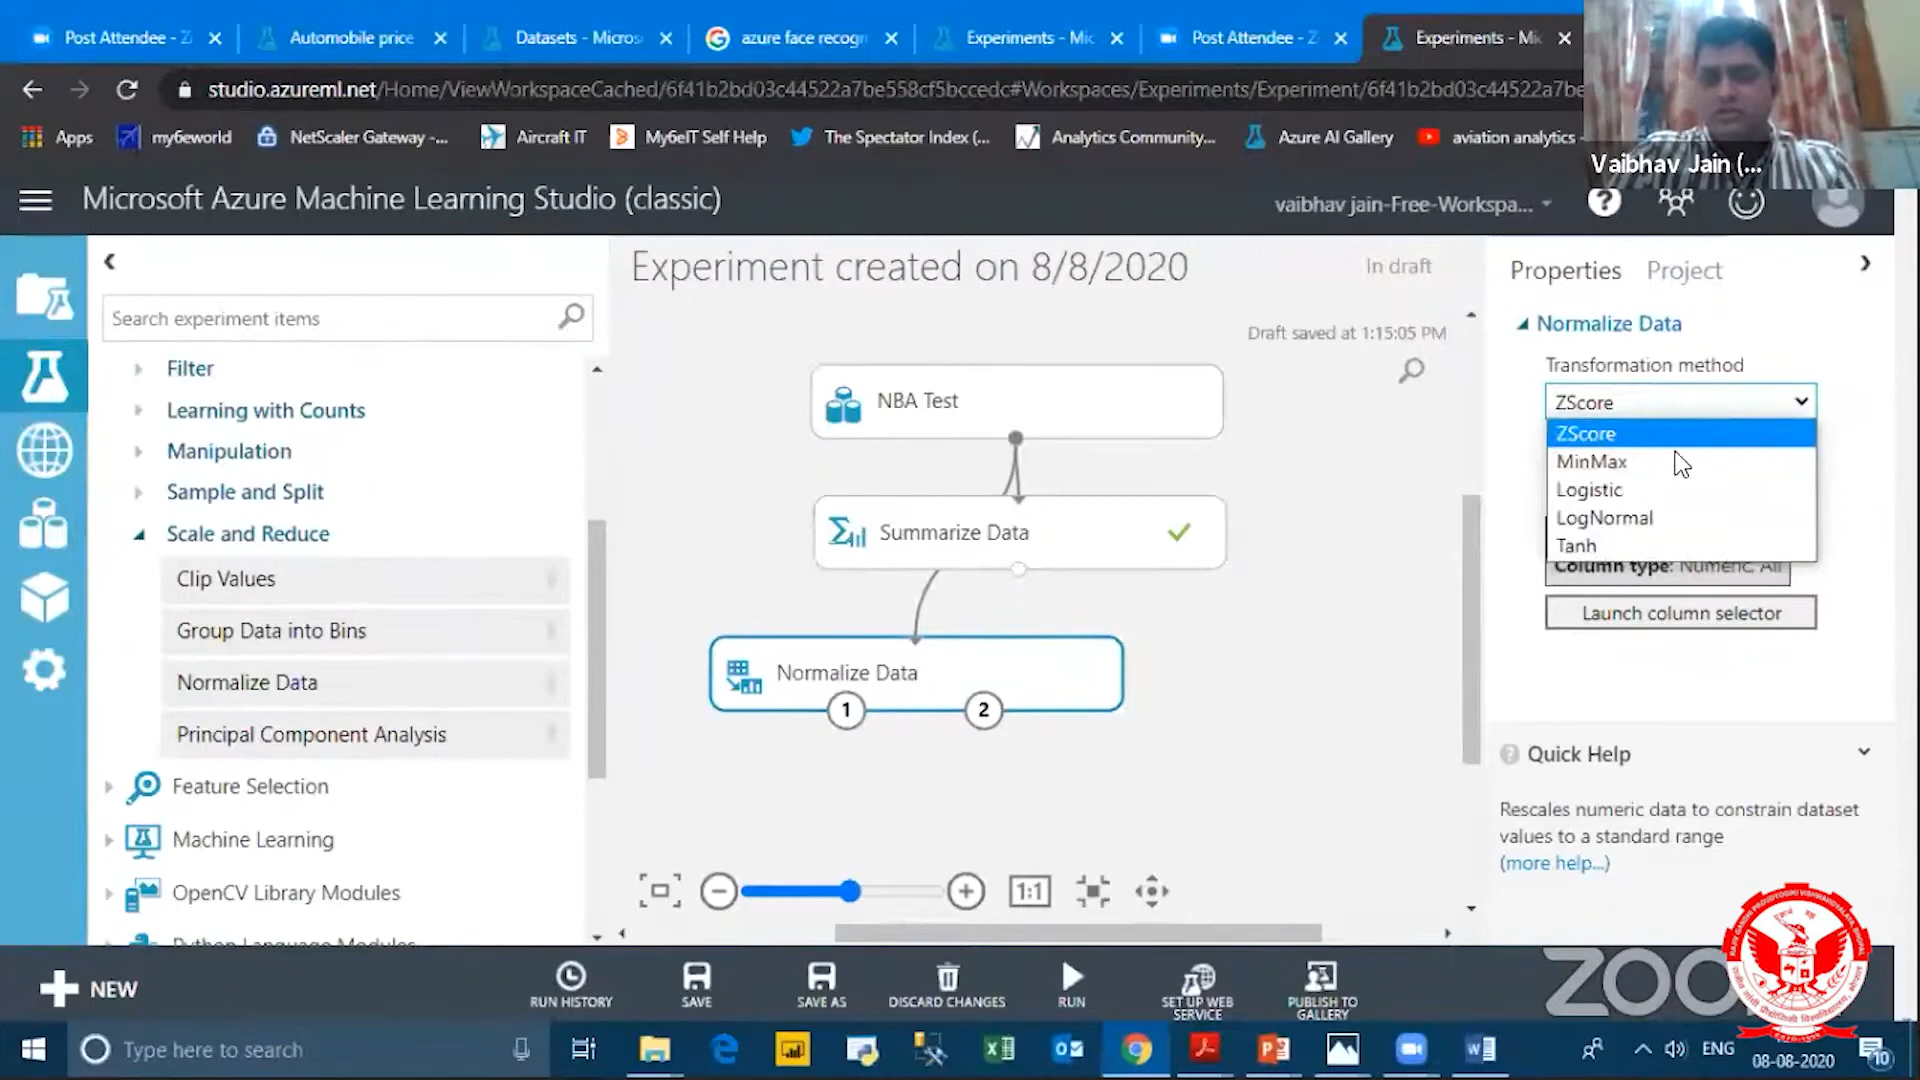 Post Attendee - Z
Automobile price
Datasets - Micros
azure face recogn
Experiments - Mic
Post Attendee - Z
Experiments - Mic
studio.azureml.net/Home/ViewWorkspaceCached/6f41b2bd03c44522a7be558cf5bccedc#Workspaces/Experiments/Experiment/6f41b2bd03c44522a7be
Apps
my6eworld
NetScaler Gateway -...
Aircraft IT
My6eIT Self Help
The Spectator Index (...
Analytics Community...
Azure AI Gallery
aviation analytics -
Vaibhav Jain (...
Microsoft Azure Machine Learning Studio (classic)
vaibhav jain-Free-Workspa...
Search experiment items
Filter
Learning with Counts
Manipulation
Sample and Split
Scale and Reduce
Clip Values
Group Data into Bins
Normalize Data
Principal Component Analysis
Feature Selection
Machine Learning
OpenCV Library Modules
Python Language Modules
Experiment created on 8/8/2020
In draft
Draft saved at 1:15:05 PM
NBA Test
Summarize Data
Normalize Data
1
2
1:1
Properties
Project
Normalize Data
Transformation method
ZScore
ZScore
MinMax
Logistic
LogNormal
Tanh
Column type: Numeric, All
Launch column selector
Quick Help
Rescales numeric data to constrain dataset
values to a standard range
(more help...)
NEW
RUN HISTORY
SAVE
SAVE AS
DISCARD CHANGES
RUN
SET UP WEB
SERVICE
PUBLISH TO
GALLERY
ZOO
Type here to search
ENG
08-08-2020
10